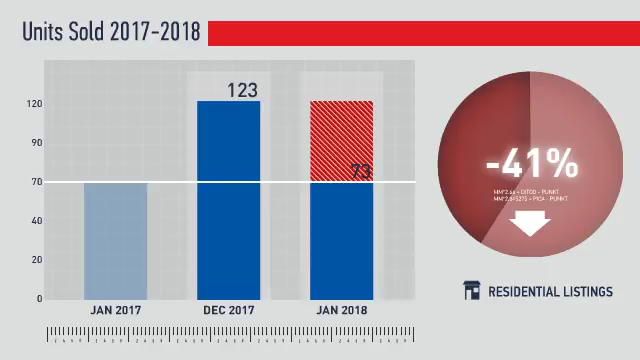 Units Sold 2017-2018
123
120
90
73
70
40
20
0
JAN 2017
DEC 2017
JAN 2018
-41%
RESIDENTIAL LISTINGS